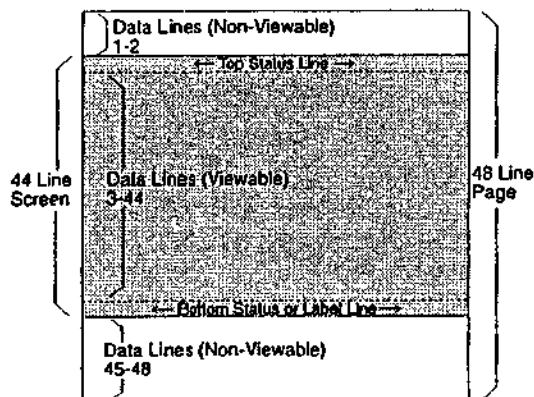 Data Lines (Non-Viewable)
1-2
← Top Status Line →
44 Line
Screen
Data Lines (Viewable)
3-44
48 Line
Page
← Bottom Status or Label Line →
Data Lines (Non-Viewable)
45-48